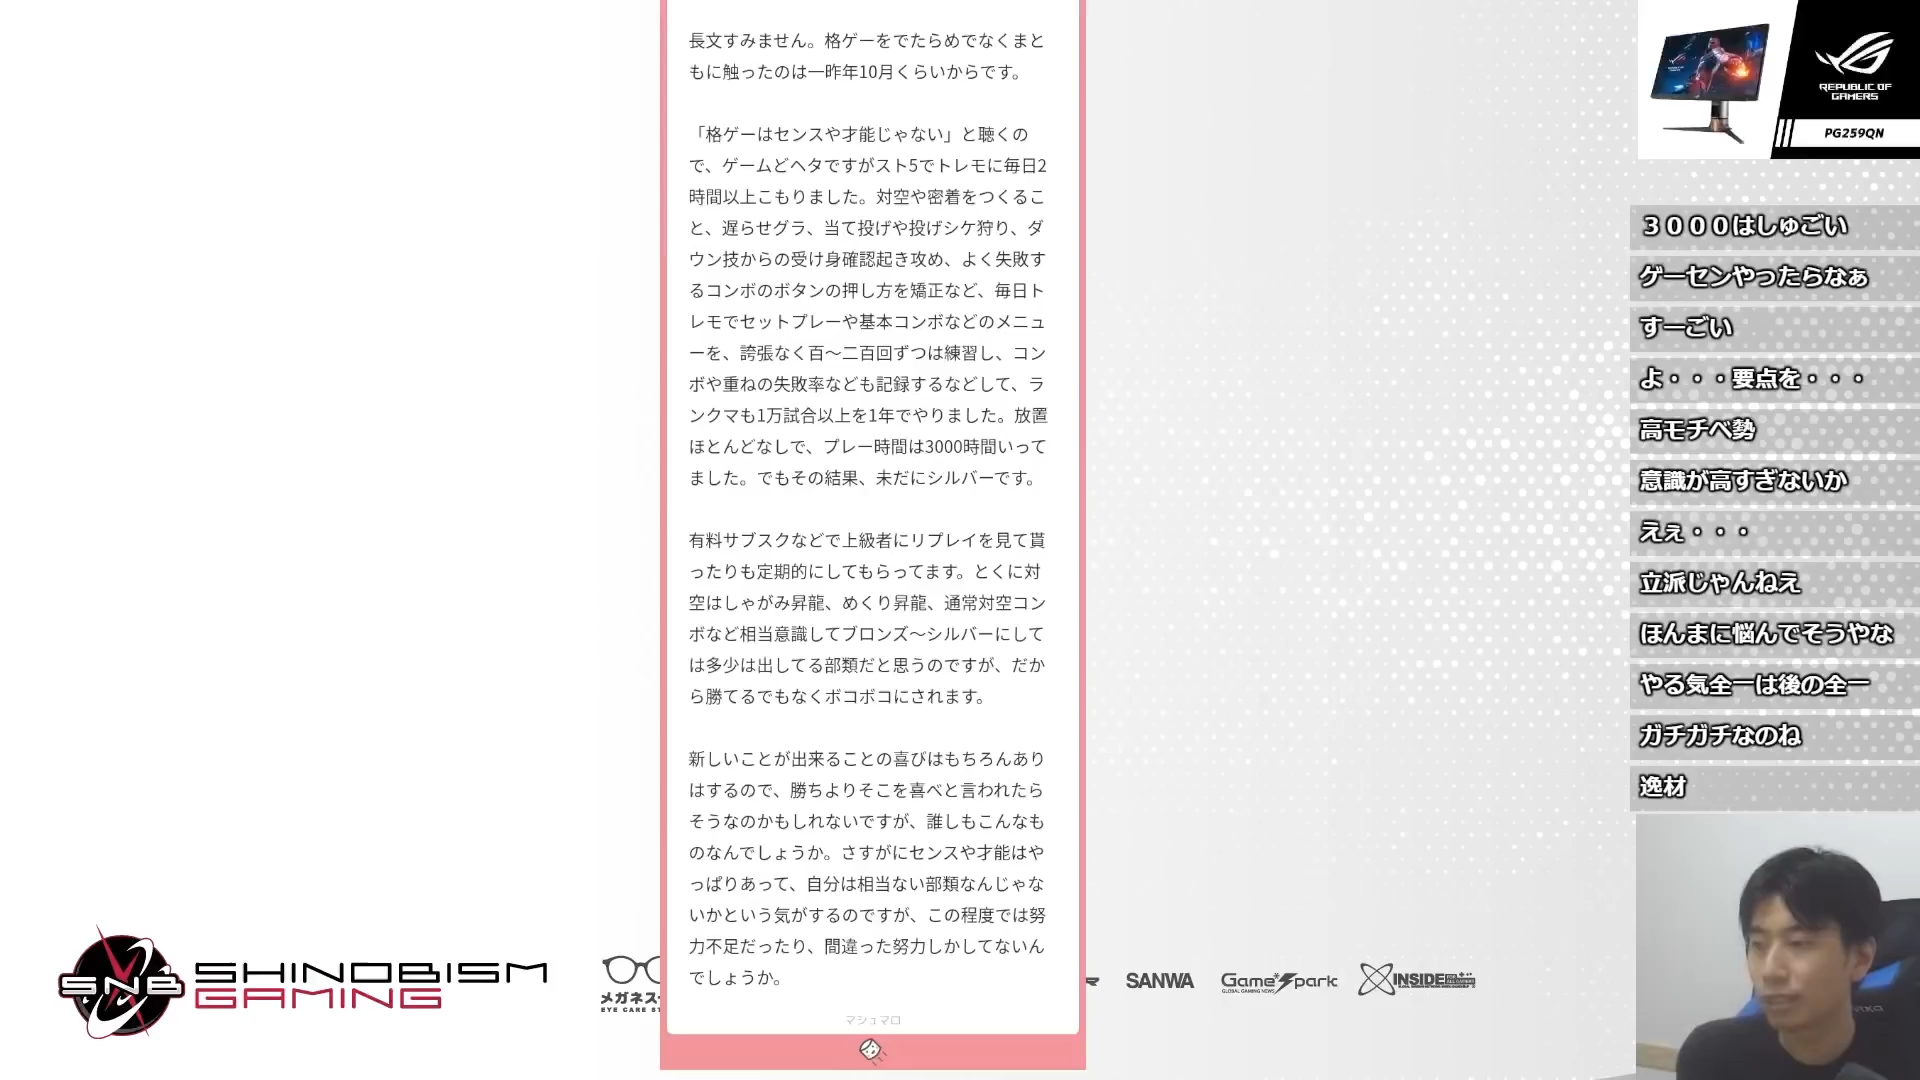 長文すみません。格ゲーをでたらめでなくまと
もに触ったのは一昨年10月くらいからです。
「格ゲーはセンスや才能じゃない」と聴くの
で、ゲームどヘタですがスト5でトレモに毎日2
時間以上こもりました。対空や密着をつくるこ
と、遅らせグラ、当て投げや投げシケ狩り、ダ
ウン技からの受け身確認起き攻め、よく失敗す
るコンボのボタンの押し方を矯正など、毎日ト
レモでセットプレーや基本コンボなどのメニュ
ーを、誇張なく百〜二百回ずつは練習し、コン
ボや重ねの失敗率なども記録するなどして、ラ
ンクマも1万試合以上を1年でやりました。放置
ほとんどなしで、プレー時間は3000時間いって
ました。でもその結果、未だにシルバーです。
有料サブスクなどで上級者にリプレイを見て貰
ったりも定期的にしてもらってます。とくに対
空はしゃがみ昇龍、めくり昇龍、通常対空コン
ボなど相当意識してブロンズ〜シルバーにして
は多少は出してる部類だと思うのですが、だか
ら勝てるでもなくボコボコにされます。
新しいことが出来ることの喜びはもちろんあり
はするので、勝ちよりそこを喜べと言われたら
そうなのかもしれないですが、誰しもこんなも
のなんでしょうか。さすがにセンスや才能はや
っぱりあって、自分は相当ない部類なんじゃな
いかという気がするのですが、この程度では努
力不足だったり、間違った努力しかしてないん
でしょうか。
マシュマロ
REPUBLIC OF
GAMERS
PG259QN
３０００はしゅごい
ゲーセンやったらなぁ
すーごい
よ・・・要点を・・・
高モチベ勢
意識が高すぎないか
えぇ・・・
立派じゃんねえ
ほんまに悩んでそうやな
やる気全一は後の全一
ガチガチなのね
逸材
SNB
SHINOBISM
GAMING
メガネス
EYE CARE ST
SANWA
Game*Spark
GLOBAL GAMING NEWS
INSIDE